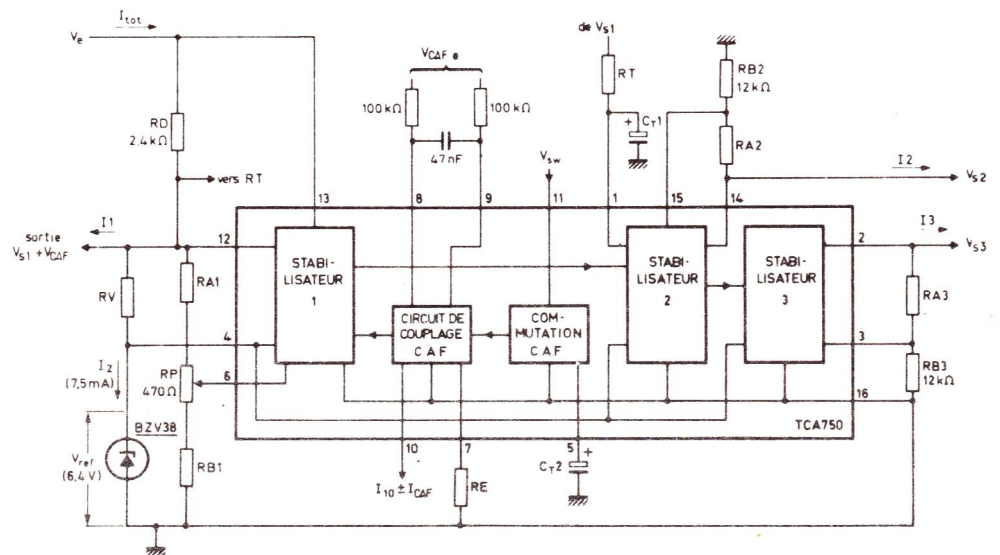 I tot
Ve
VCAF e
de VS1
RT
RB2
12 kΩ
100 kΩ
100 kΩ
+
CT1
RD
2,4 kΩ
47 nF
RA2
Vsw
I2
VS2
vers RT
13
8
9
11
1
15
14
I1
I3
sortie
VS1 + VCAF
12
2
VS3
STABI-
LISATEUR
1
STABI-
LISATEUR
2
STABI-
LISATEUR
3
RV
RA1
RA3
CIRCUIT DE
COUPLAGE
CAF
COM-
MUTATION
CAF
4
3
IZ
(7,5 mA)
RP
470 Ω
6
RB3
12 kΩ
16
BZV38
TCA750
10
7
5
+
Vref
(6,4 V)
RB1
CT2
I10 ± ICAF
RE